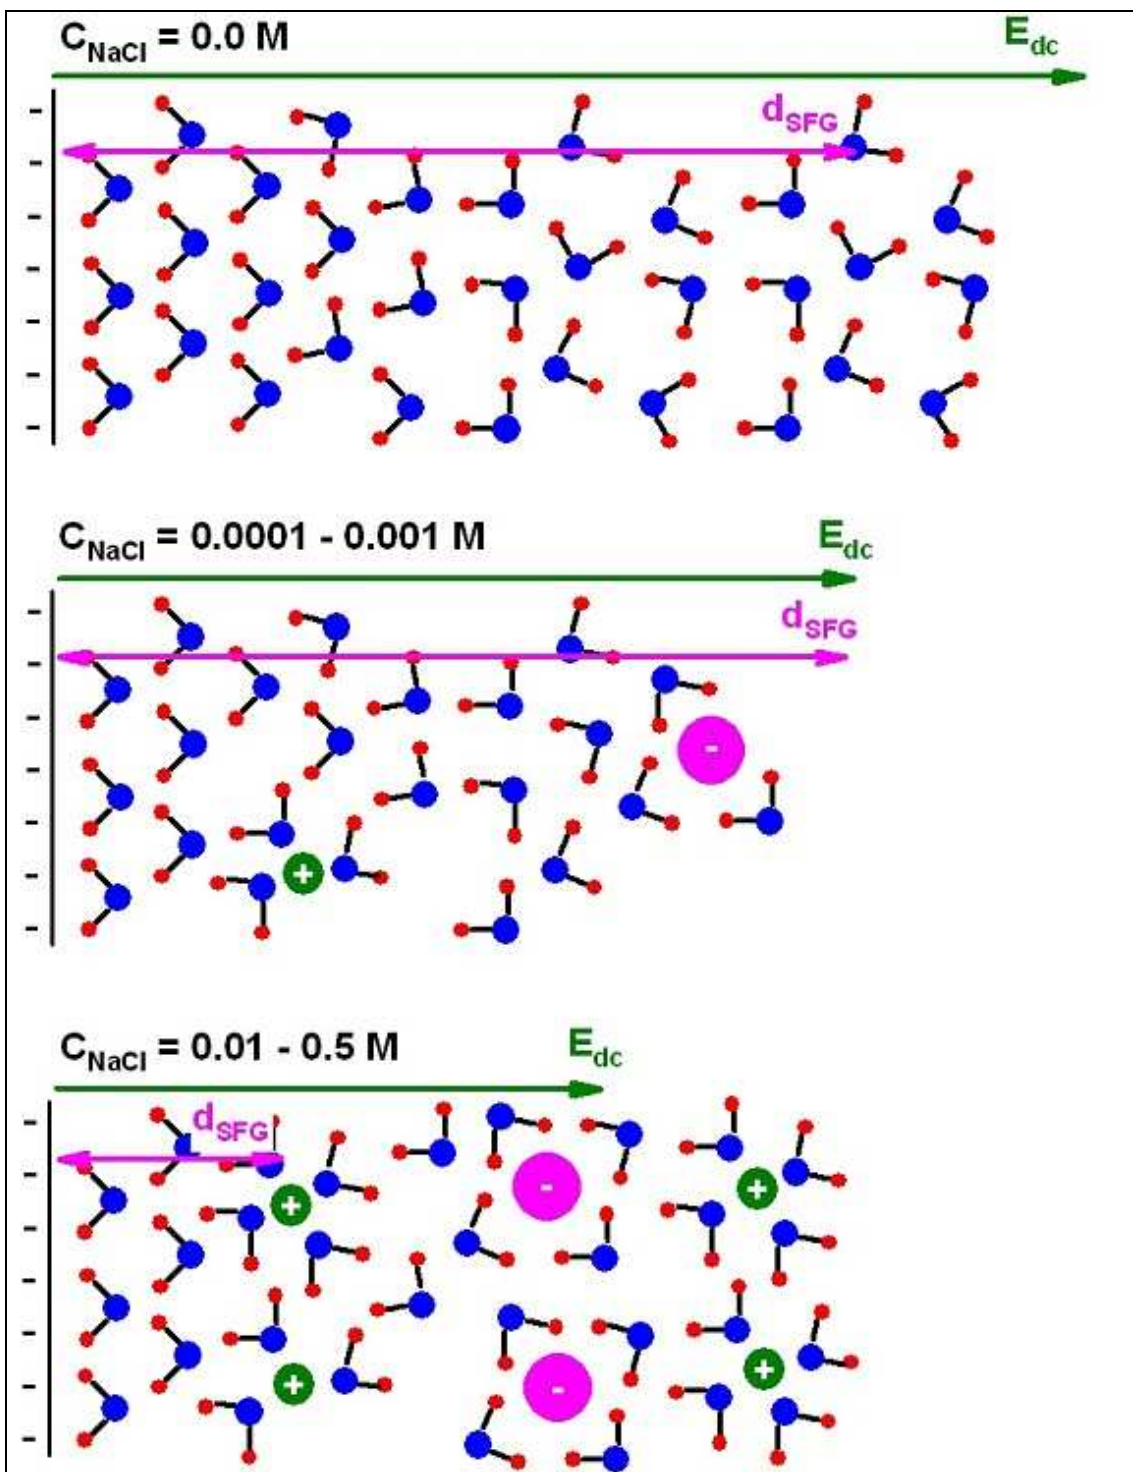 C_NaCl = 0.0 M E_dc
d_SFG
- - - - - - -
C_NaCl = 0.0001 - 0.001 M E_dc
d_SFG
- - - - - - -
-
+
C_NaCl = 0.01 - 0.5 M E_dc
d_SFG
- - - - - - -
+ - +
+ - +